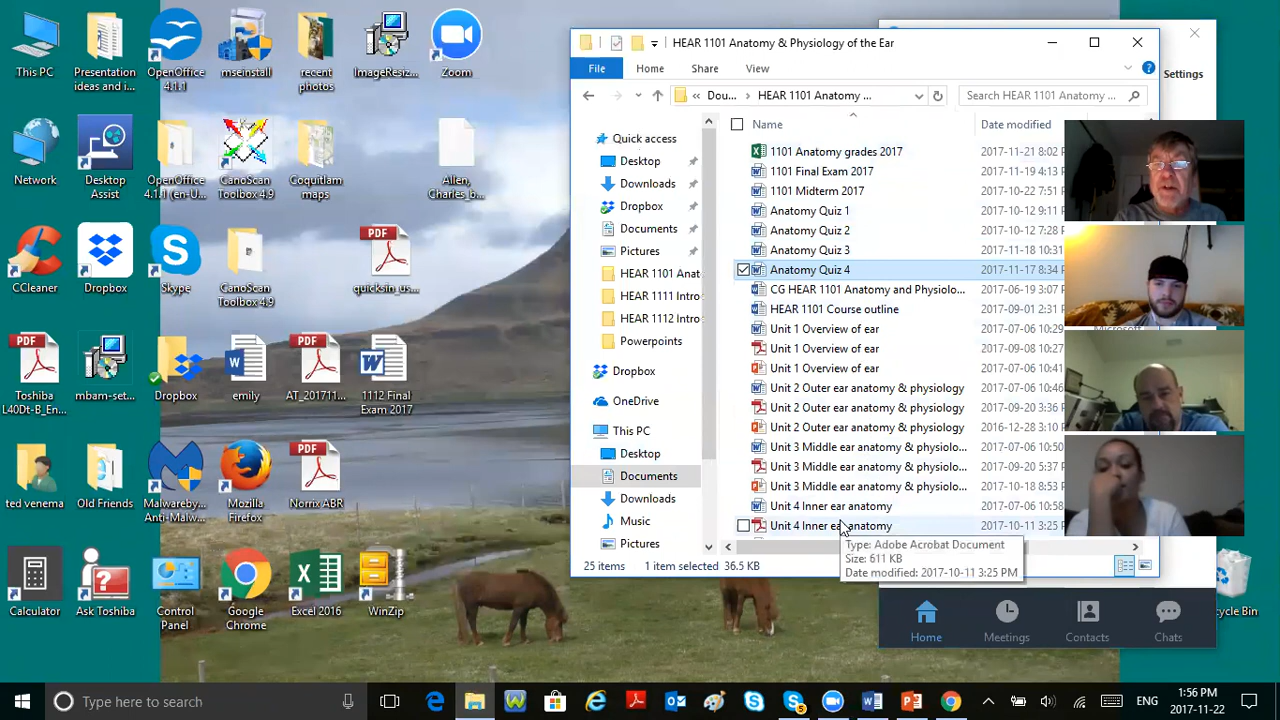 This PC
Presentation
ideas and i...
OpenOffice
4.1.1
mseinstall
recent
photos
ImageResiz...
Zoom
Network
Desktop
Assist
OpenOffice
4.1.1 (en-U...
CanoScan
Toolbox 4.9
Coquitlam
maps
Allen,
Charles_b...
CCleaner
Dropbox
Skype
CanoScan
Toolbox 4.9
PDF
quicksin_us...
PDF
Toshiba
L40Dt-B_En...
mbam-set...
Dropbox
emily
PDF
AT_201711...
1112 Final
Exam 2017
ted venema
Old Friends
Malwareby...
Anti-Malw...
Mozilla
Firefox
PDF
Norrix ABR
Calculator
Ask Toshiba
Control
Panel
Google
Chrome
Excel 2016
WinZip
HEAR 1101 Anatomy & Physiology of the Ear
File
Home
Share
View
Settings
« Dou... > HEAR 1101 Anatomy ...
Search HEAR 1101 Anatomy ...
Quick access
Desktop
Downloads
Dropbox
Documents
Pictures
HEAR 1101 Anat
HEAR 1111 Intro
HEAR 1112 Intro
Powerpoints
Dropbox
OneDrive
This PC
Desktop
Documents
Downloads
Music
Pictures
Name Date modified
1101 Anatomy grades 2017 2017-11-21 8:02 P
1101 Final Exam 2017 2017-11-19 4:13 P
1101 Midterm 2017 2017-10-22 7:51
Anatomy Quiz 1 2017-10-12 9:11 P
Anatomy Quiz 2 2017-10-12 7:28 P
Anatomy Quiz 3 2017-11-18 10:31
Anatomy Quiz 4 2017-11-17 8:34 P
CG HEAR 1101 Anatomy and Physiolo... 2017-06-19 3:07 P
HEAR 1101 Course outline 2017-09-01 2:31 P
Unit 1 Overview of ear 2017-07-06 10:29
Unit 1 Overview of ear 2017-09-08 10:27
Unit 1 Overview of ear 2017-07-06 10:41
Unit 2 Outer ear anatomy & physiology 2017-07-06 10:46
Unit 2 Outer ear anatomy & physiology 2017-09-20 3:36 P
Unit 2 Outer ear anatomy & physiology 2016-12-28 3:10 P
Unit 3 Middle ear anatomy & physiolo... 2017-07-06 10:50
Unit 3 Middle ear anatomy & physiolo... 2017-09-20 5:37 P
Unit 3 Middle ear anatomy & physiolo... 2017-07-06 9:03 P
Unit 4 Inner ear anatomy 2017-07-06 10:58
Unit 4 Inner ear anatomy 2017-10-11 3:25 P
Type: Adobe Acrobat Document
Size: 611 KB
Date modified: 2017-10-11 3:25 PM
25 items 1 item selected 36.5 KB
Home
Meetings
Contacts
Chats
cycle Bin
Type here to search
ENG
1:56 PM
2017-11-22